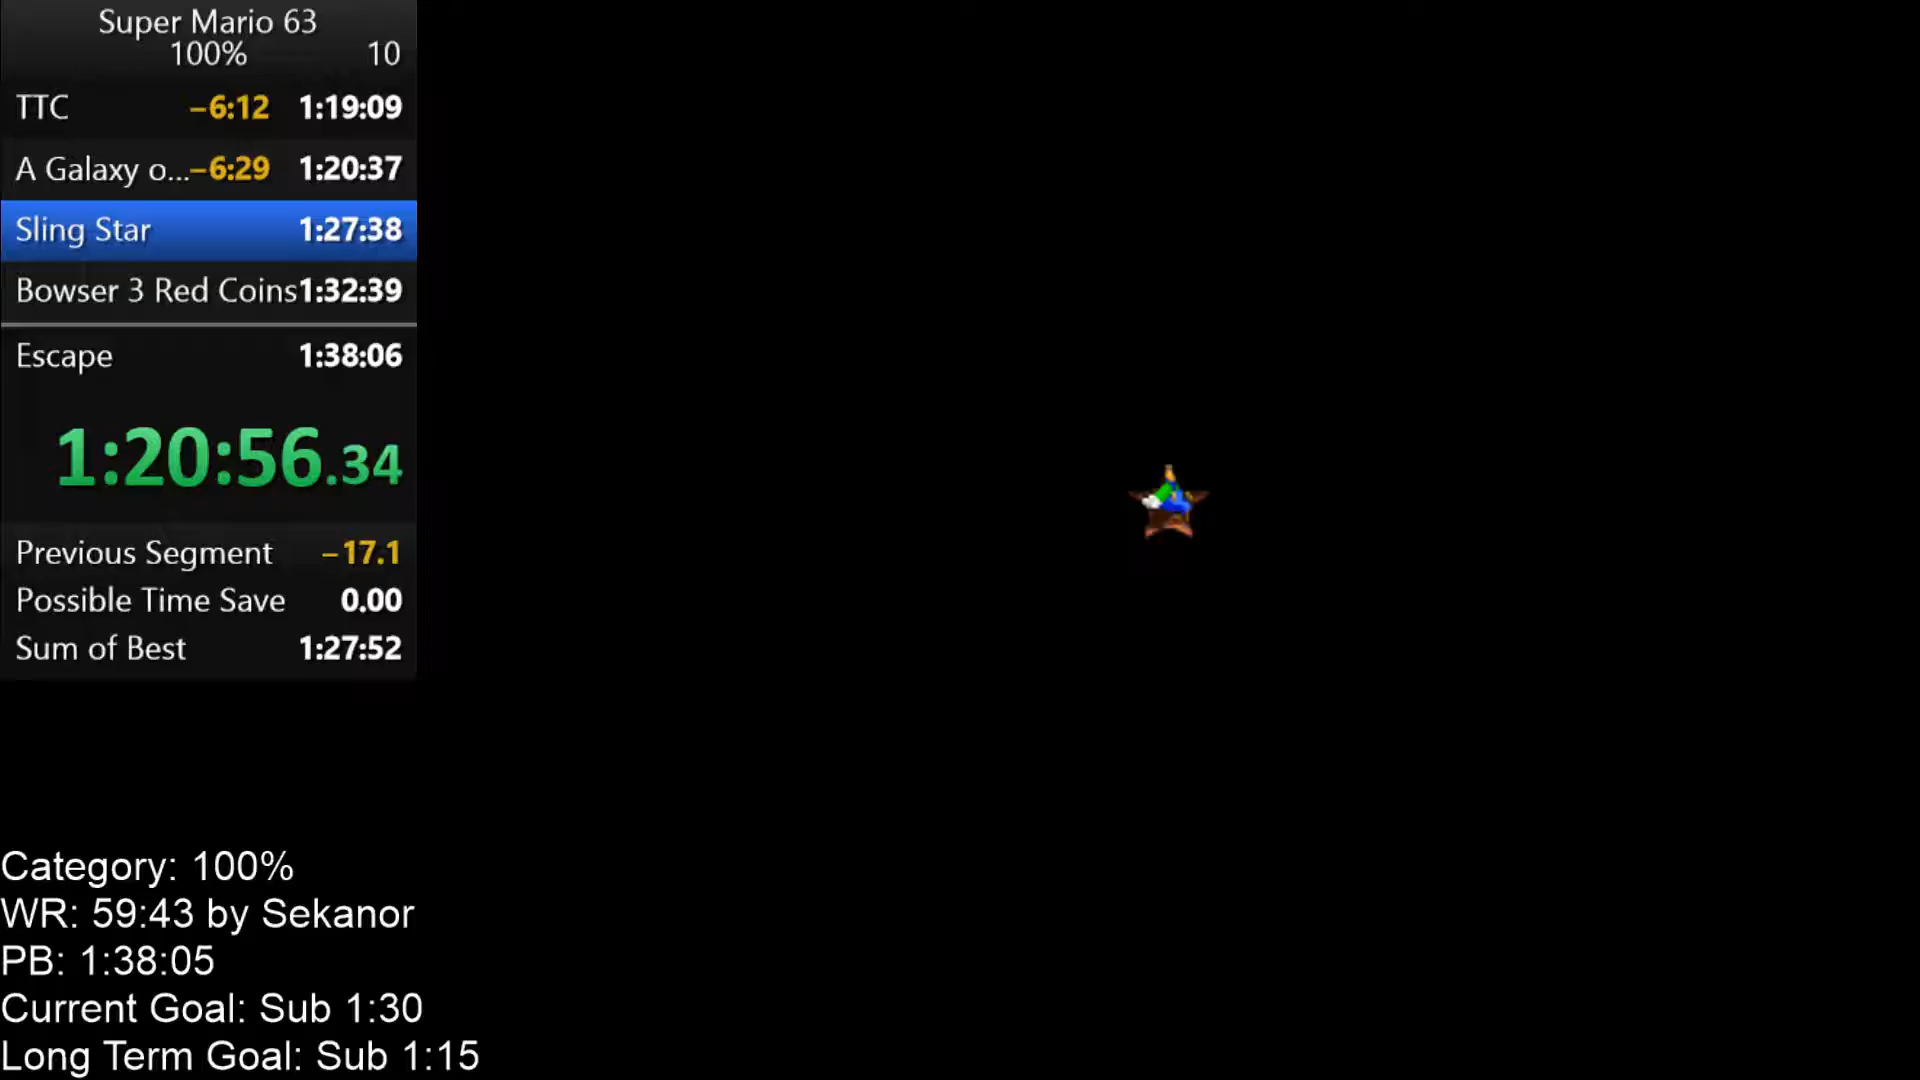 Super Mario 63
100% 10
TTC −6:12 1:19:09
A Galaxy o... −6:29 1:20:37
Sling Star 1:27:38
Bowser 3 Red Coins 1:32:39
Escape 1:38:06
1:20:56.34
Previous Segment −17.1
Possible Time Save 0.00
Sum of Best 1:27:52
Category: 100%
WR: 59:43 by Sekanor
PB: 1:38:05
Current Goal: Sub 1:30
Long Term Goal: Sub 1:15